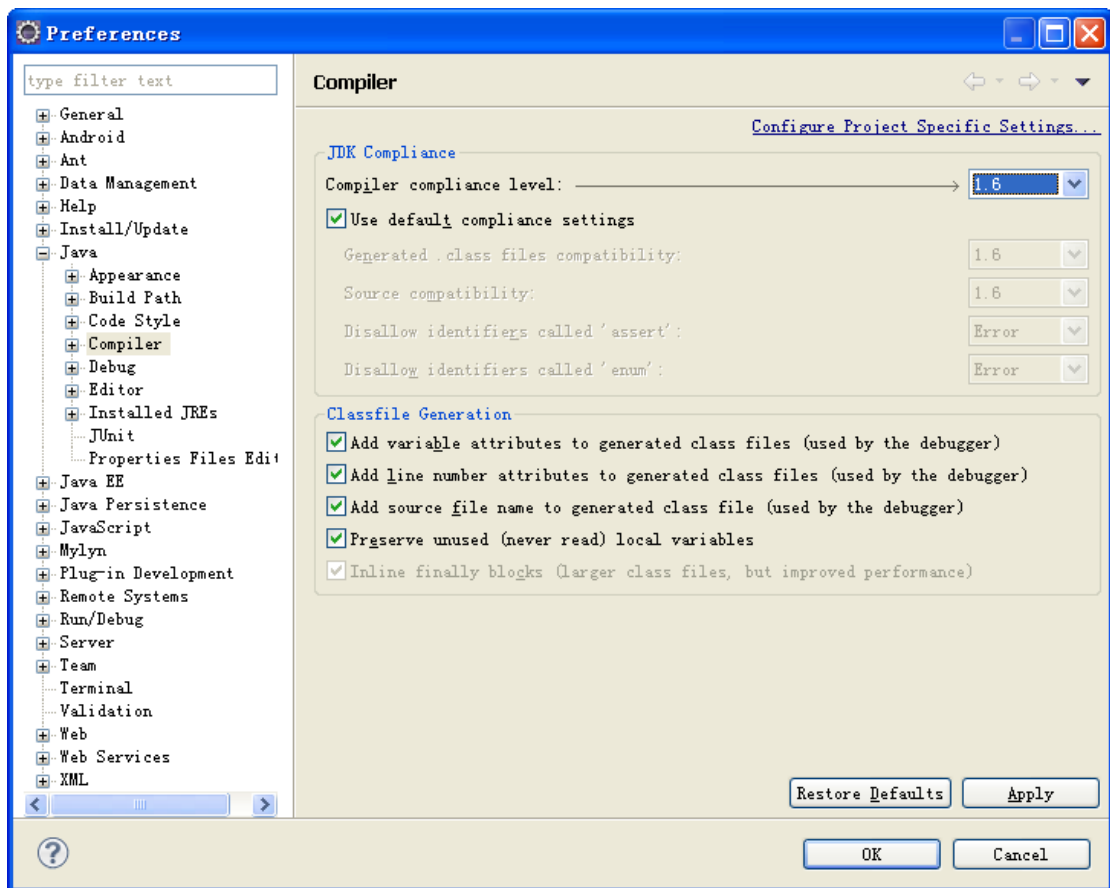 Preferences
type filter text
General
Android
Ant
Data Management
Help
Install/Update
Java
Appearance
Build Path
Code Style
Compiler
Debug
Editor
Installed JREs
JUnit
Properties Files Edit
Java EE
Java Persistence
JavaScript
Mylyn
Plug-in Development
Remote Systems
Run/Debug
Server
Team
Terminal
Validation
Web
Web Services
XML
Compiler
Configure Project Specific Settings...
JDK Compliance
Compiler compliance level: 1.6
Use default compliance settings
Generated .class files compatibility: 1.6
Source compatibility: 1.6
Disallow identifiers called 'assert': Error
Disallow identifiers called 'enum': Error
Classfile Generation
Add variable attributes to generated class files (used by the debugger)
Add line number attributes to generated class files (used by the debugger)
Add source file name to generated class file (used by the debugger)
Preserve unused (never read) local variables
Inline finally blocks (larger class files, but improved performance)
Restore Defaults Apply
OK Cancel